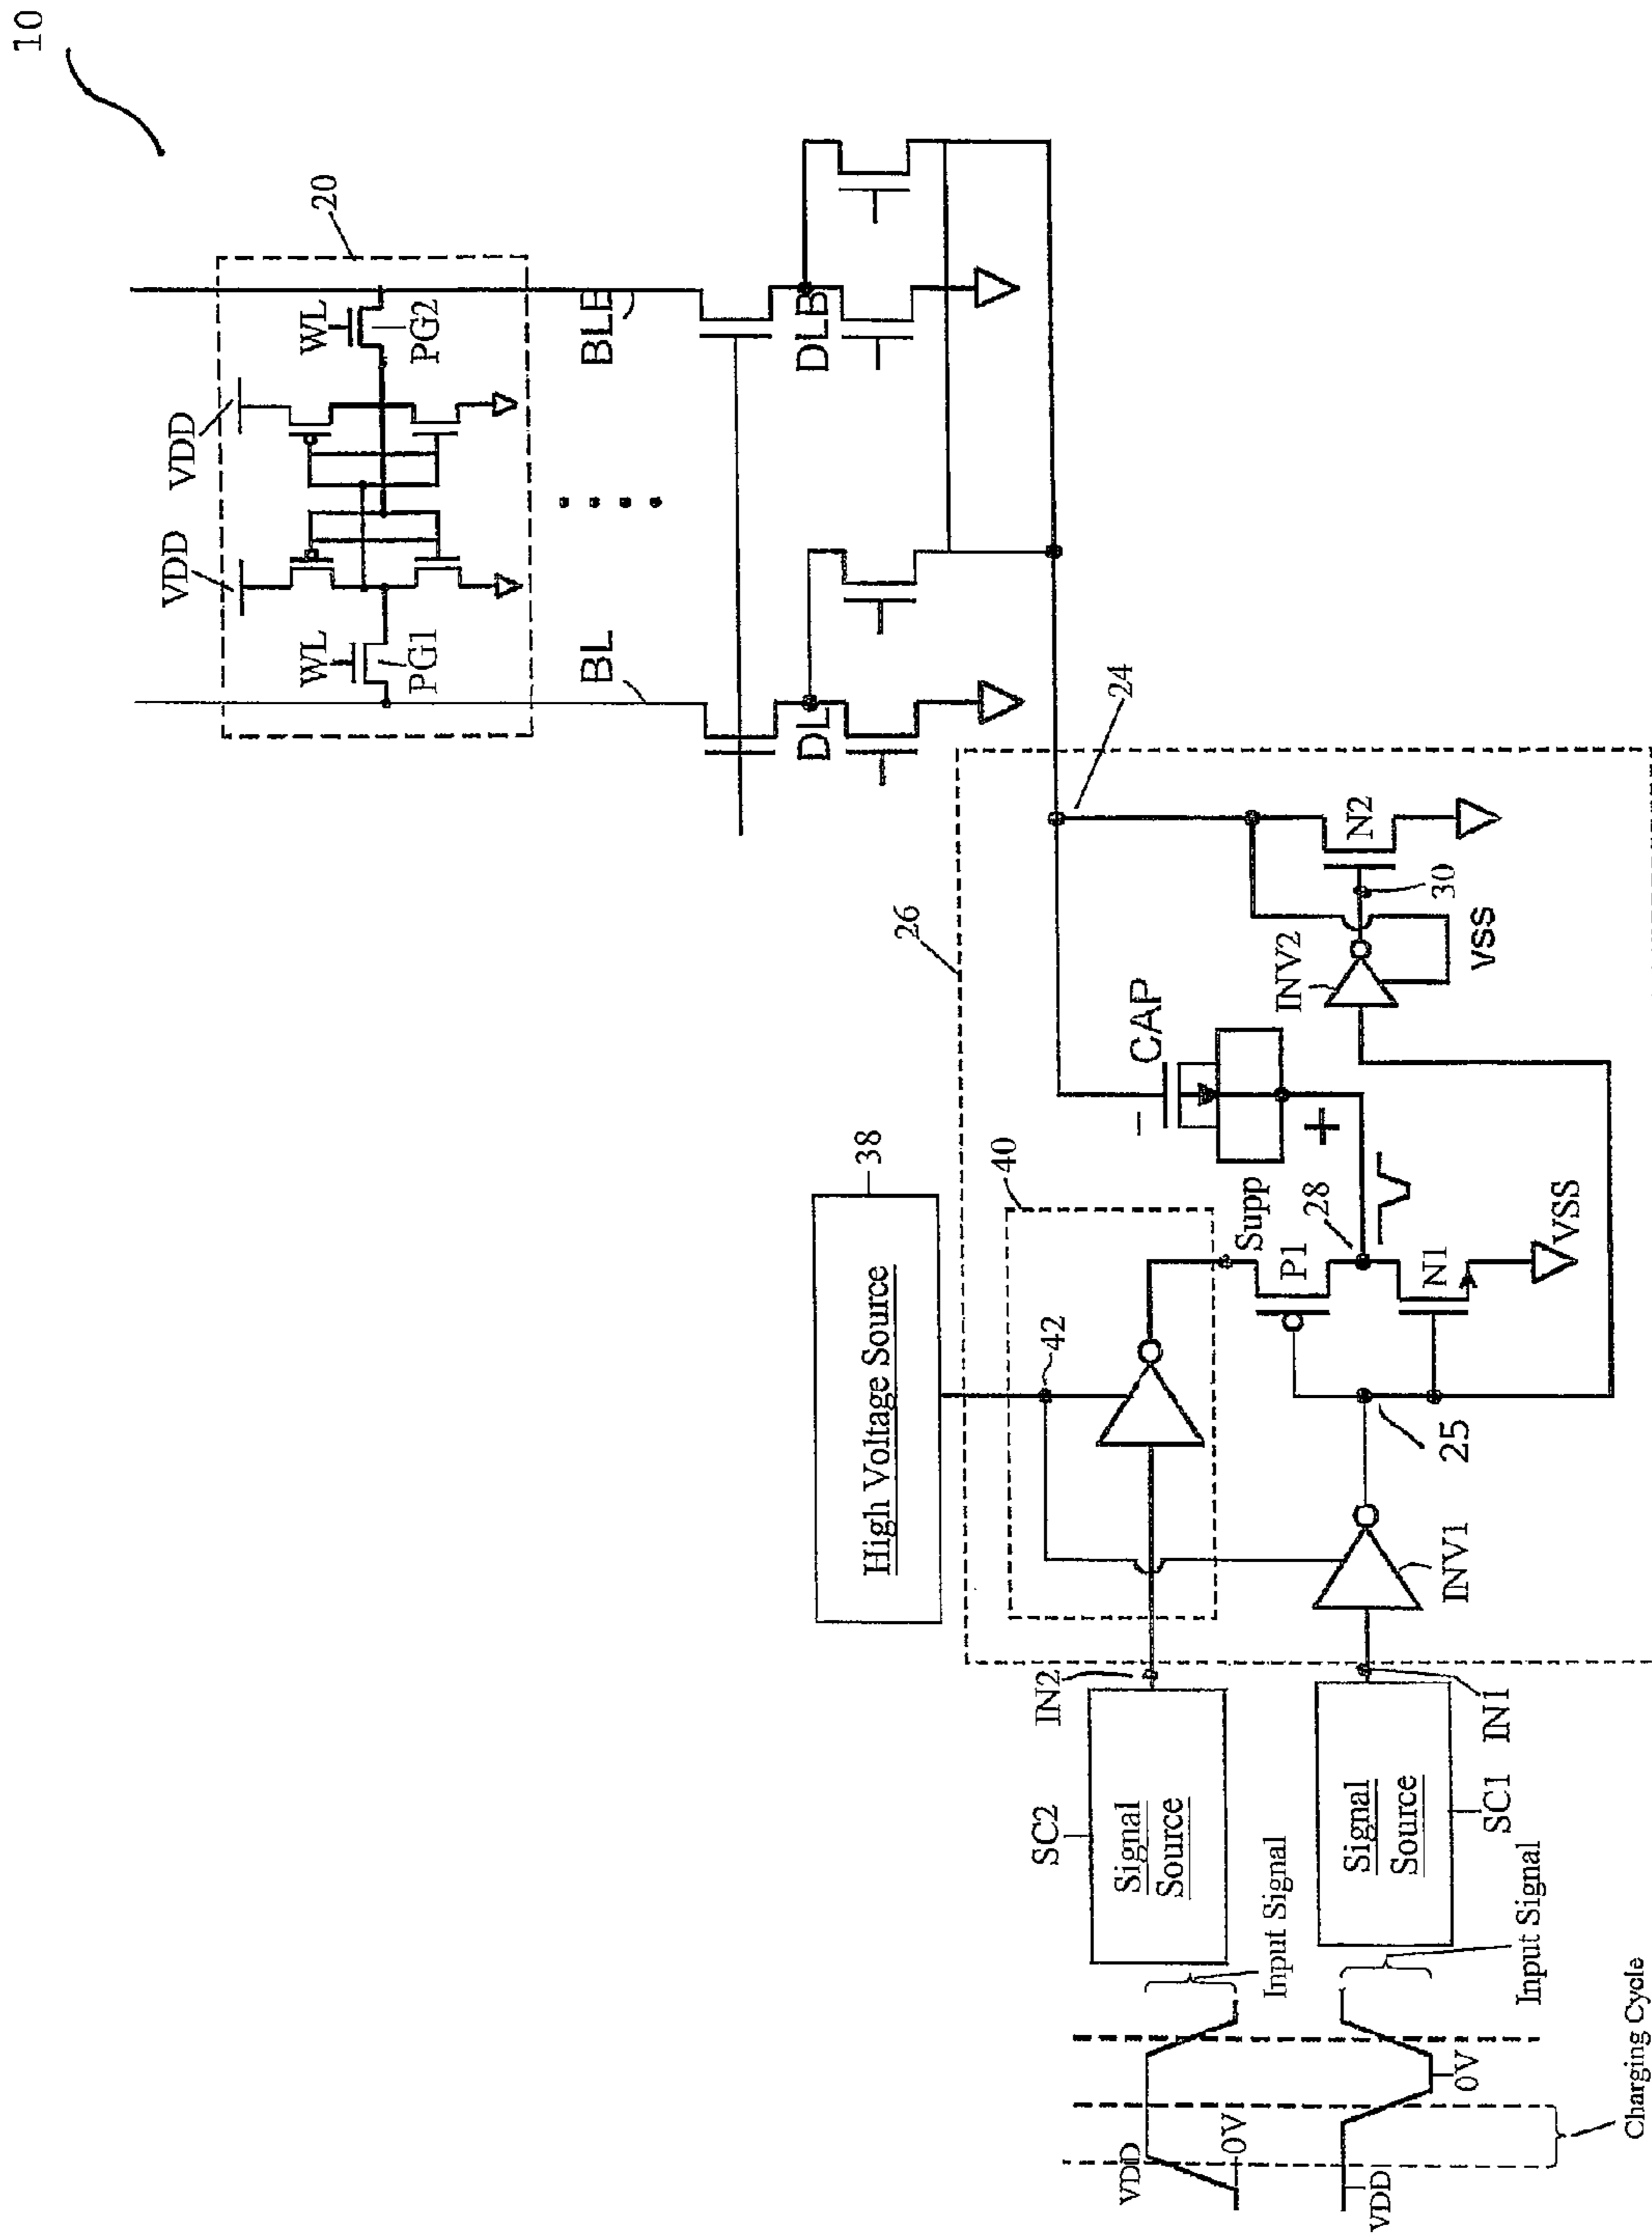 10
20
VDD
VDD
WL
WL
PG1
PG2
BL
BLB
DL
DLB
24
26
38
High Voltage Source
40
42
Supp
CAP
-
+
P1
28
N1
VSS
25
INV1
INV2
30
N2
VSS
IN2
IN1
SC2
Signal
Source
SC1
Signal
Source
Input Signal
Input Signal
VDD
0V
VDD
0V
Charging Cycle